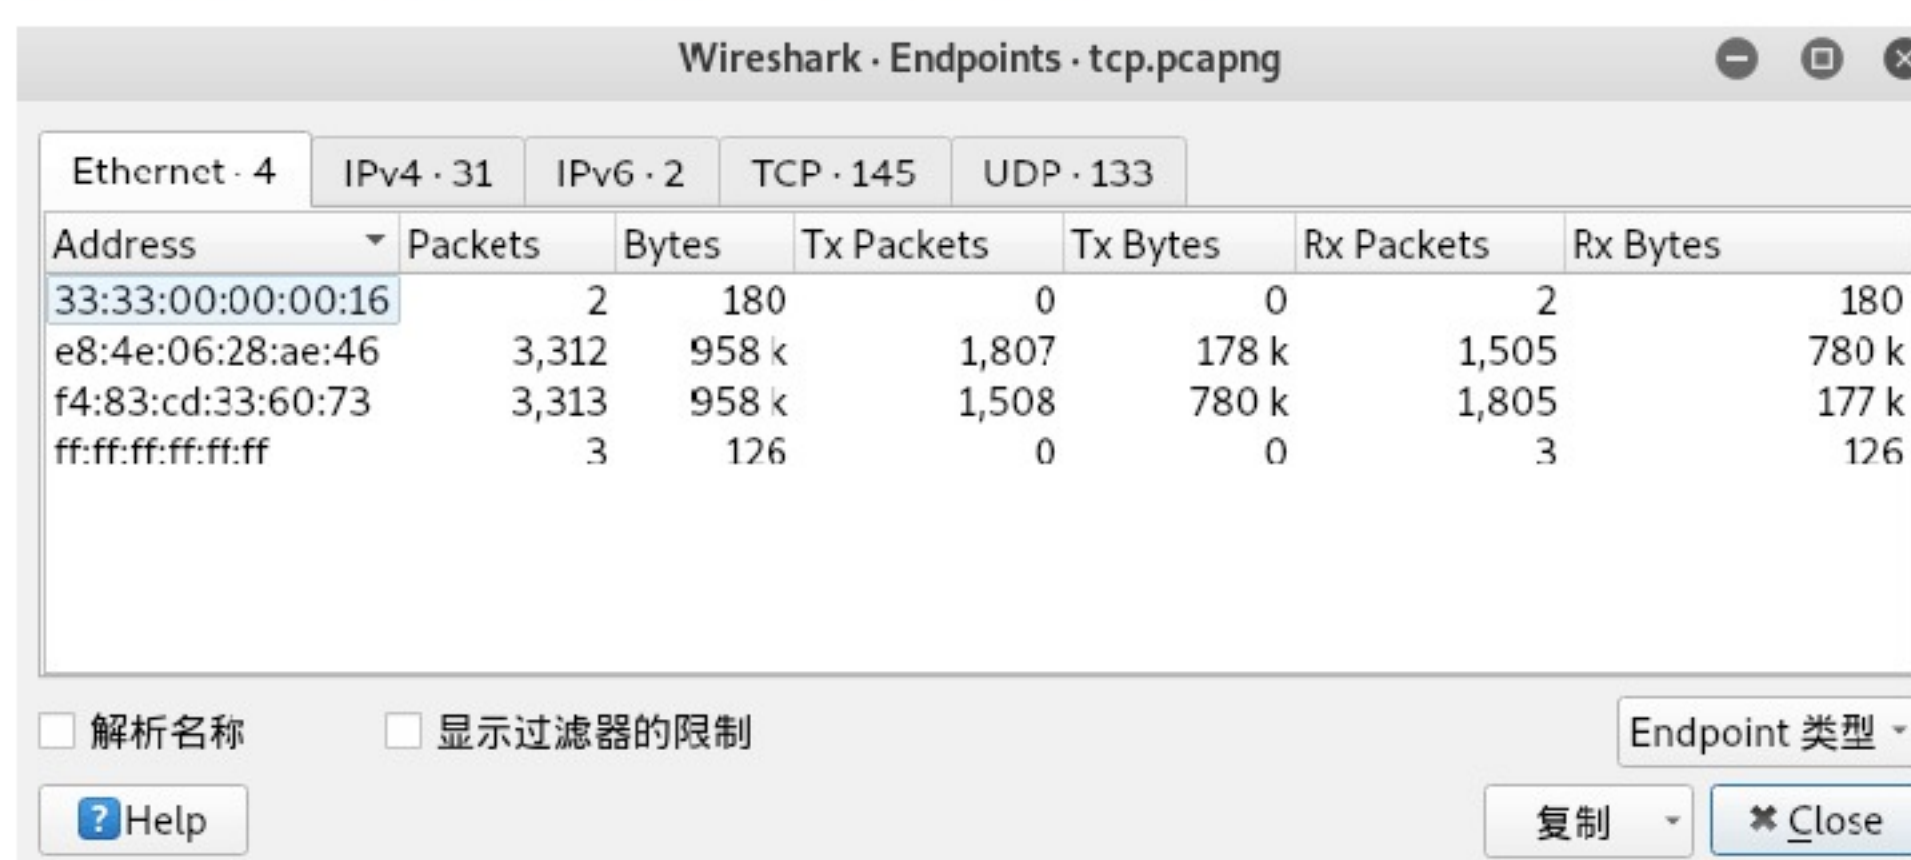 Wireshark · Endpoints · tcp.pcapng
Ethernet · 4 IPv4 · 31 IPv6 · 2 TCP · 145 UDP · 133
Address Packets Bytes Tx Packets Tx Bytes Rx Packets Rx Bytes
33:33:00:00:00:16 2 180 0 0 2 180
e8:4e:06:28:ae:46 3,312 958 k 1,807 178 k 1,505 780 k
f4:83:cd:33:60:73 3,313 958 k 1,508 780 k 1,805 177 k
ff:ff:ff:ff:ff:ff 3 126 0 0 3 126
解析名称 显示过滤器的限制 Endpoint 类型
Help 复制 Close